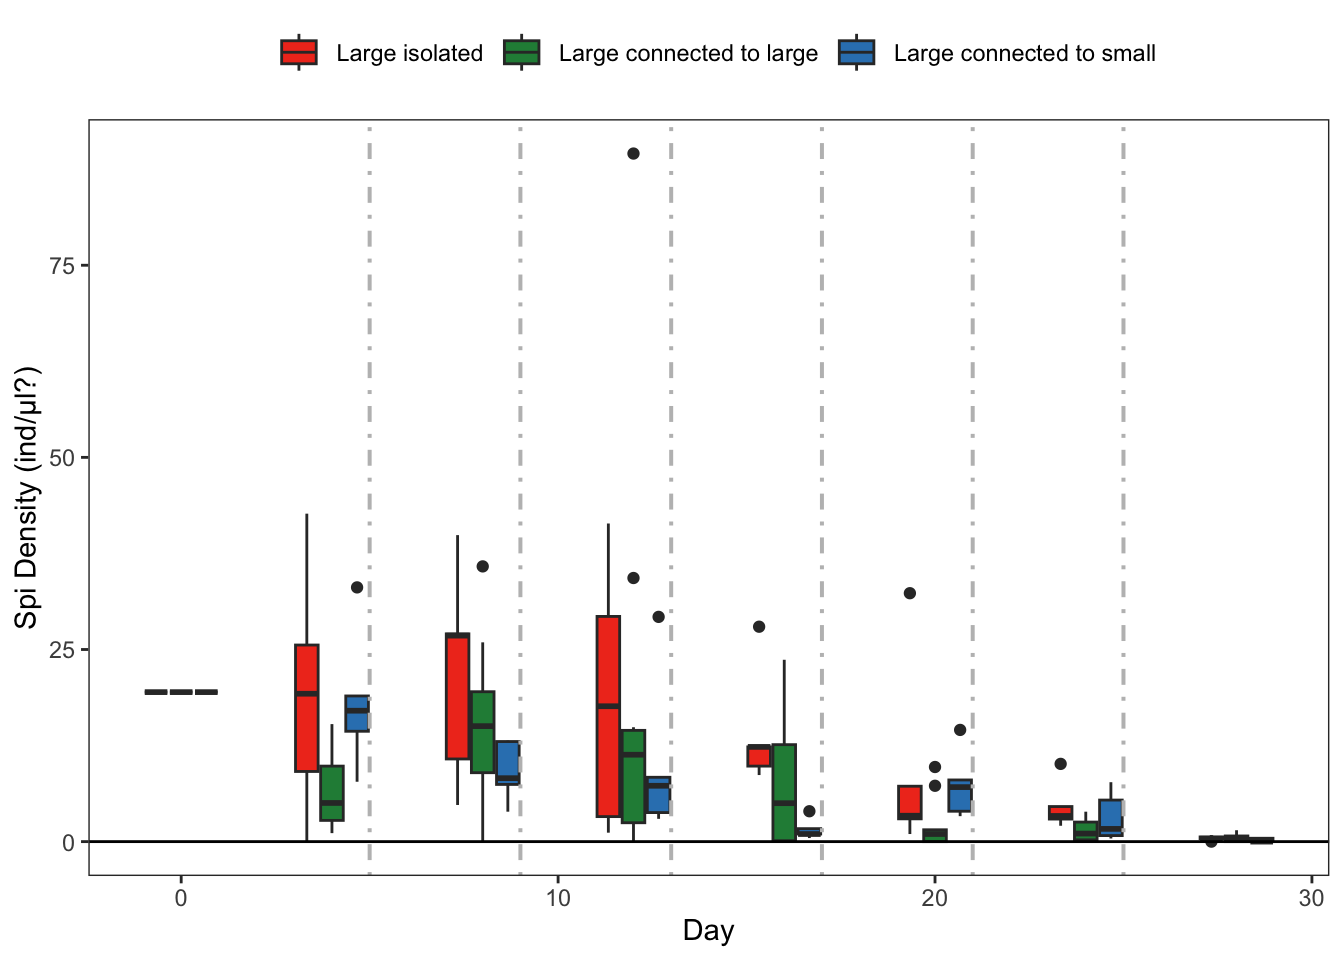 Large isolated Large connected to large Large connected to small
Spi Density (ind/μl?)
75
50
25
0
0 10 20 30
Day